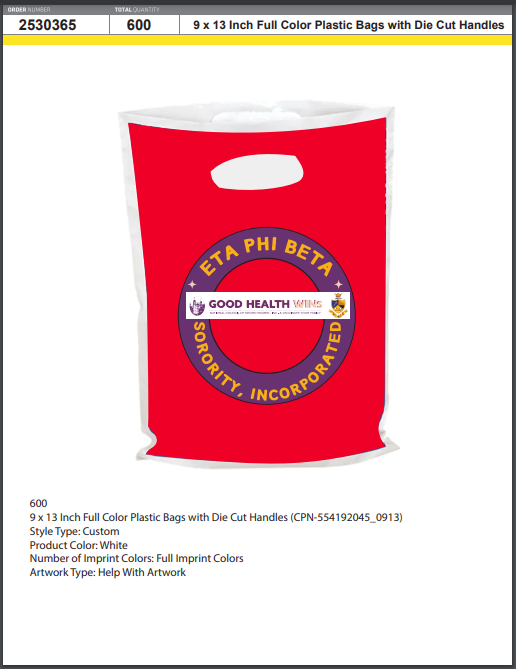 ORDER NUMBER
TOTAL QUANTITY
2530365
600
9 x 13 Inch Full Color Plastic Bags with Die Cut Handles
ETA PHI BETA
GOOD HEALTH WINS
SORORITY, INCORPORATED
600
9 x 13 Inch Full Color Plastic Bags with Die Cut Handles (CPN-554192045_0913)
Style Type: Custom
Product Color: White
Number of Imprint Colors: Full Imprint Colors
Artwork Type: Help With Artwork